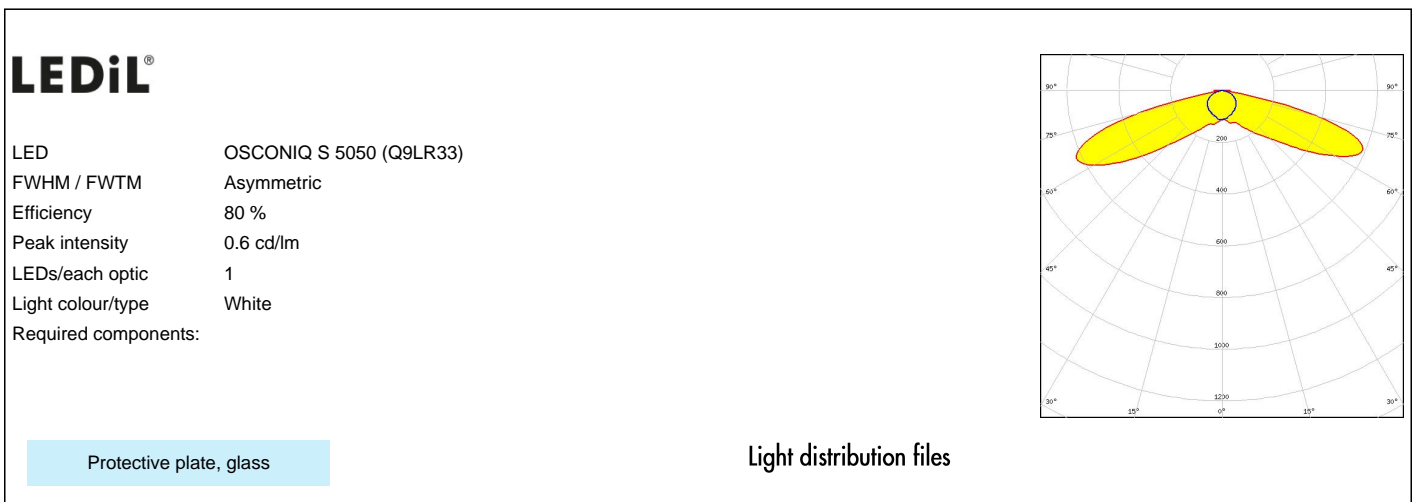 LEDiL®
LED OSCONIQ S 5050 (Q9LR33)
FWHM / FWTM Asymmetric
Efficiency 80 %
Peak intensity 0.6 cd/lm
LEDs/each optic 1
Light colour/type White
Required components:
Protective plate, glass
90° 90°
75° 75°
200
60° 400 60°
600
45° 800 45°
1000
30° 1200 30°
15° 0° 15°
Light distribution files